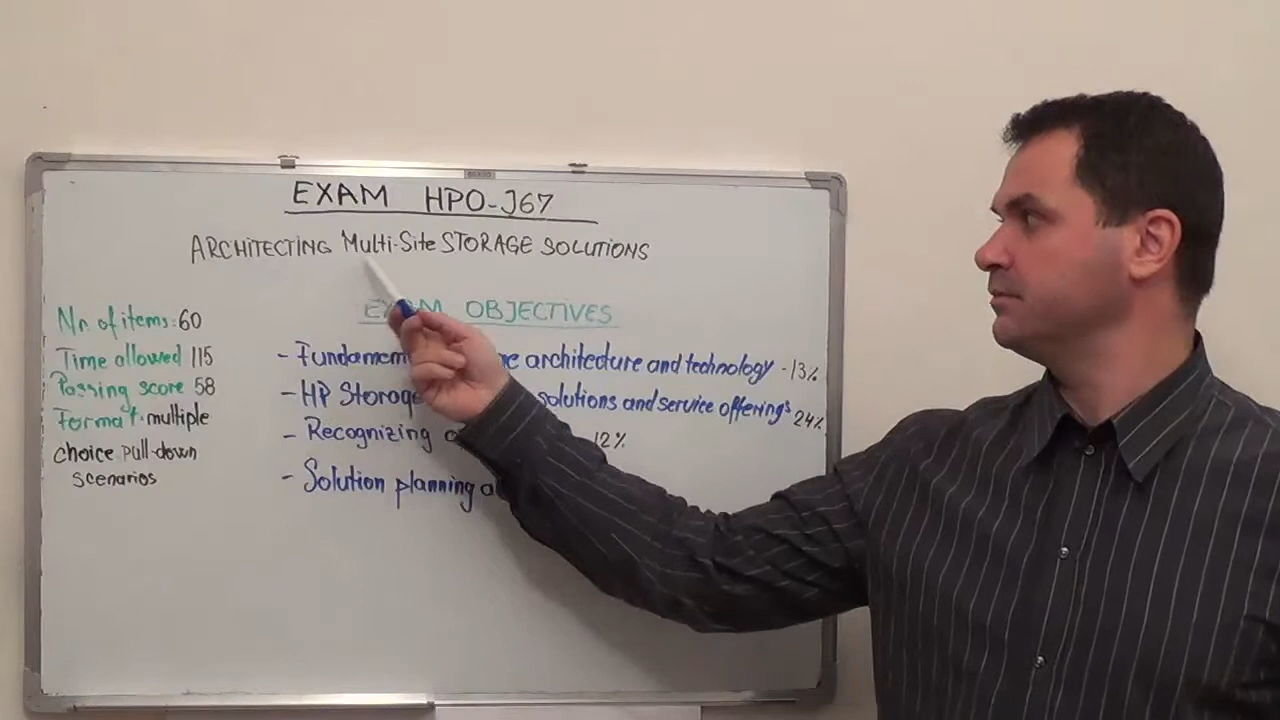 EXAM HPO-J67
ARCHITECTING Multi-Site STORAGE SOLUTIONS
EXAM OBJECTIVES
Nr. of items: 60
Time allowed 115
Passing score 58
Format: multiple
choice pull-down
scenarios
- architecture and technology - 13%
- HP Storage solutions and service offerings 24%
- Recognizing 12%
- Solution planning